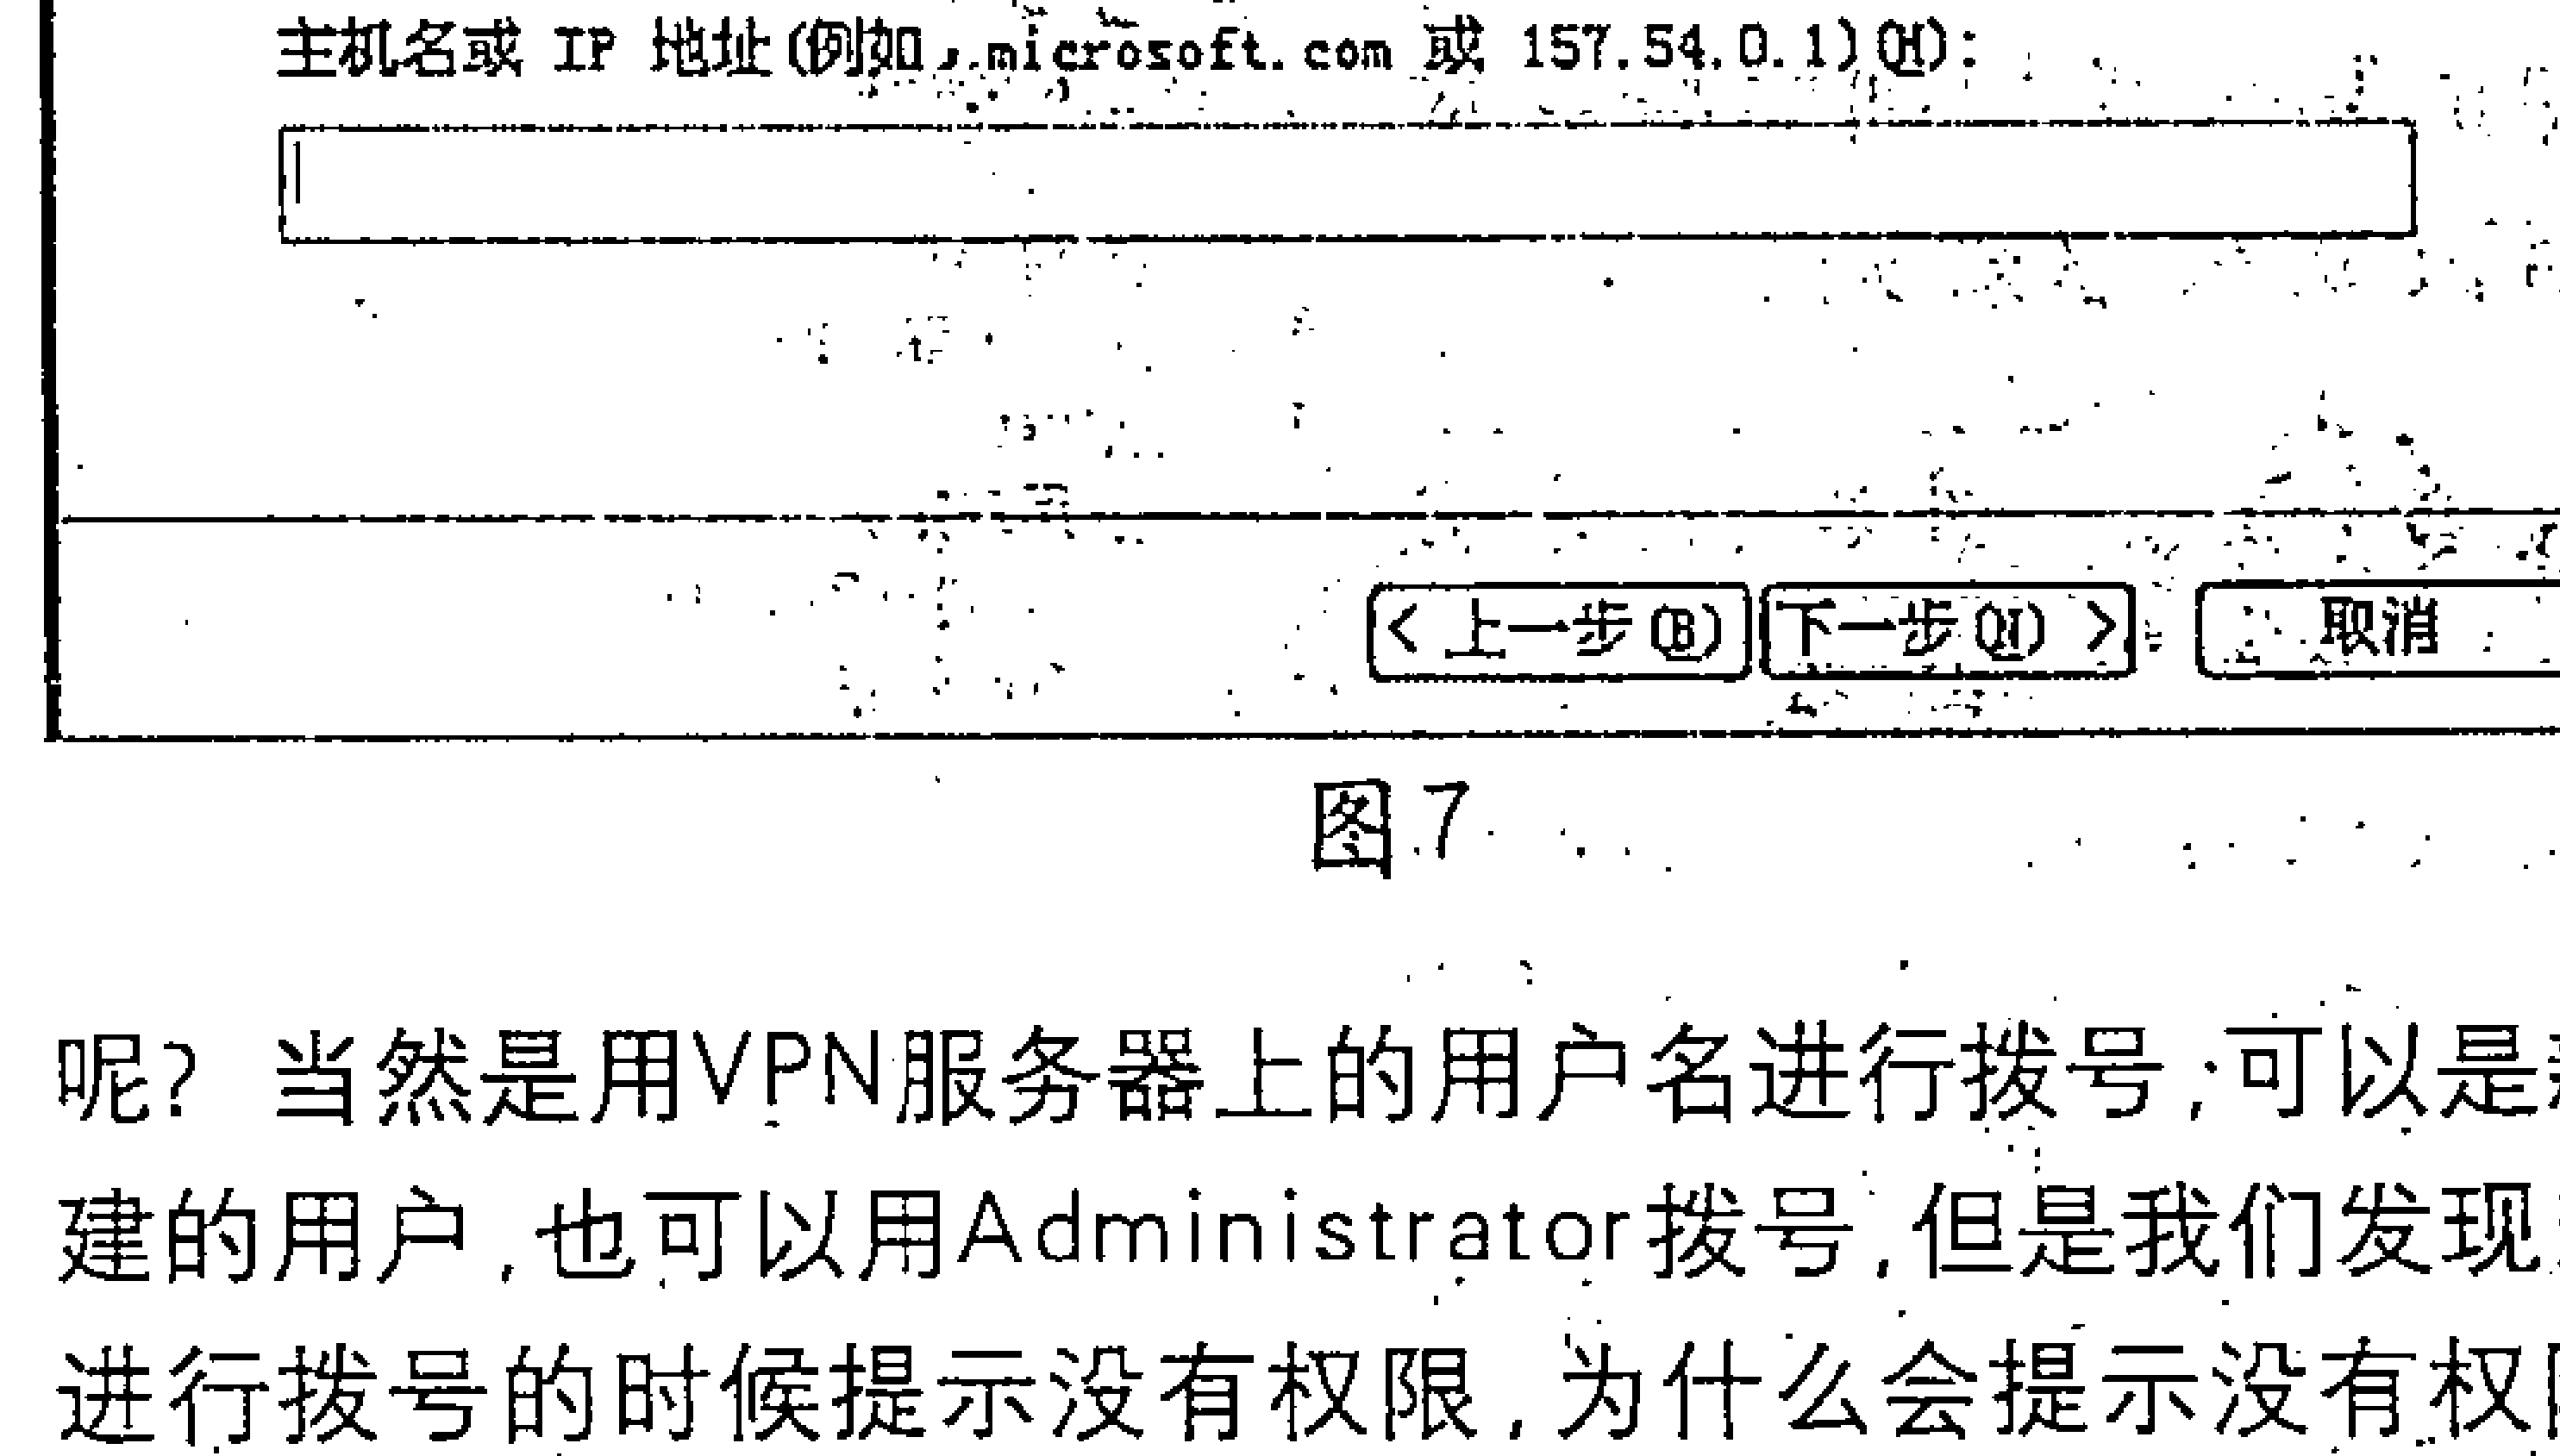 主机名或 IP 地址(例如,microsoft.com 或 157.54.0.1)(H):
< 上一步(B) 下一步(N) > 取消
图7
呢? 当然是用VPN服务器上的用户名进行拨号,可以是
建的用户,也可以用Administrator拨号,但是我们发现
进行拨号的时候提示没有权限,为什么会提示没有权